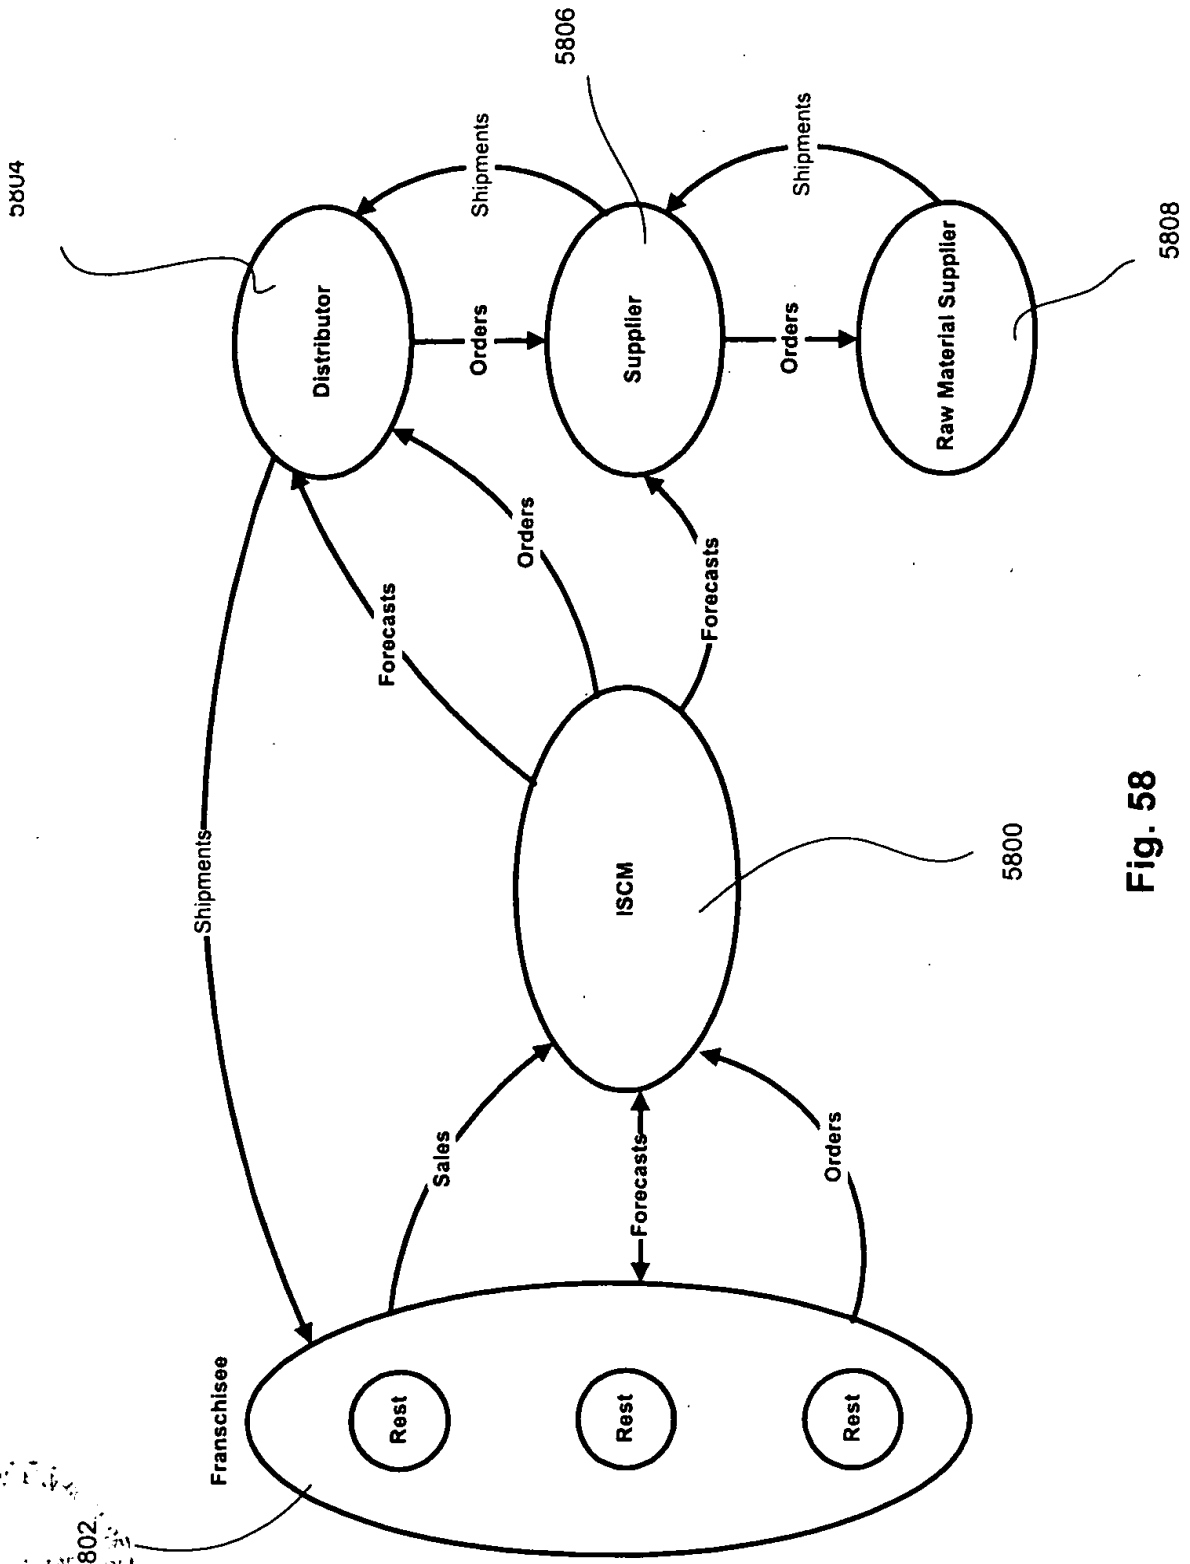 5804
5806
802
Franschisee
Shipments
Distributor
Shipments
Forecasts
Orders
Orders
Sales
Rest
Rest
Rest
Forecasts
ISCM
Forecasts
Supplier
Shipments
Orders
Orders
Raw Material Supplier
5800
5808
Fig. 58